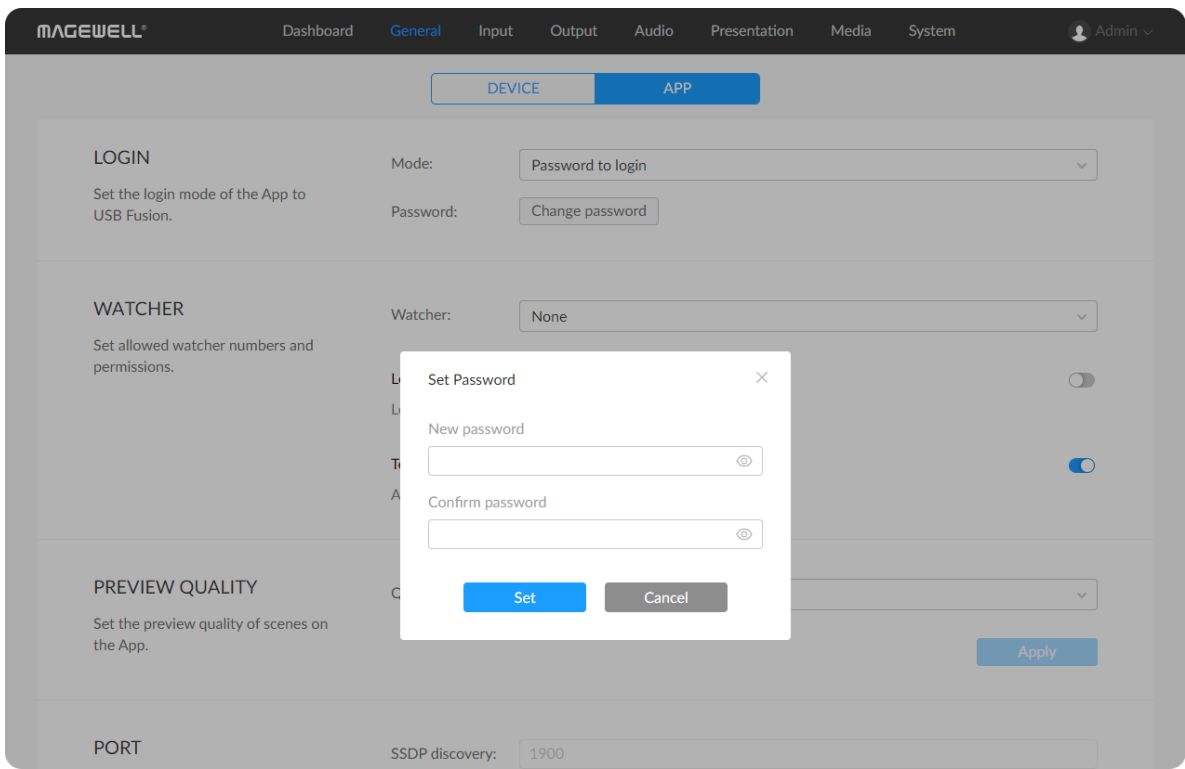 MAGEWELL®
Dashboard General Input Output Audio Presentation Media System Admin
DEVICE APP
LOGIN
Set the login mode of the App to
USB Fusion.
Mode: Password to login
Password: Change password
WATCHER
Set allowed watcher numbers and
permissions.
Watcher: None
Set Password
New password
Confirm password
Set Cancel
PREVIEW QUALITY
Set the preview quality of scenes on
the App.
Apply
PORT
SSDP discovery: 1900